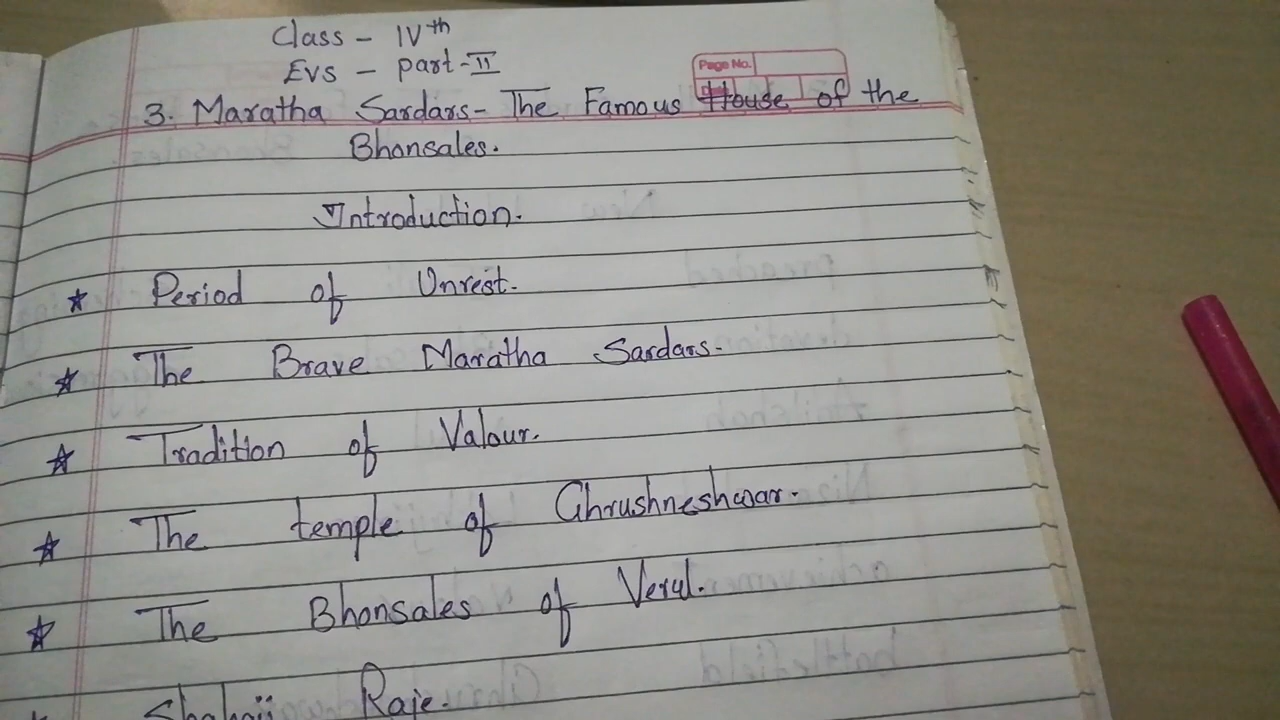 Class - IVth
EVS - part-II
Page No.
3. Maratha Sardars- The Famous House of the
Bhonsales.
Introduction.
★ Period of Unrest.
★ The Brave Maratha Sardars.
★ Tradition of Valour.
★ The temple of Ghrushneshwar.
★ The Bhonsales of Verul.
Shahaji Raje.